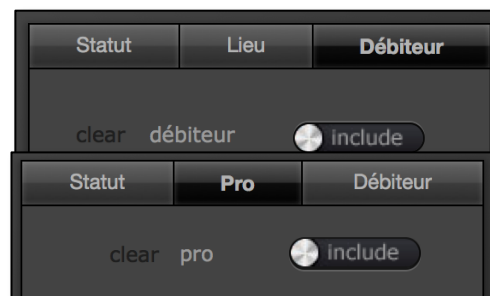 Statut Lieu Débiteur
clear débiteur include
Statut Pro Débiteur
clear pro include